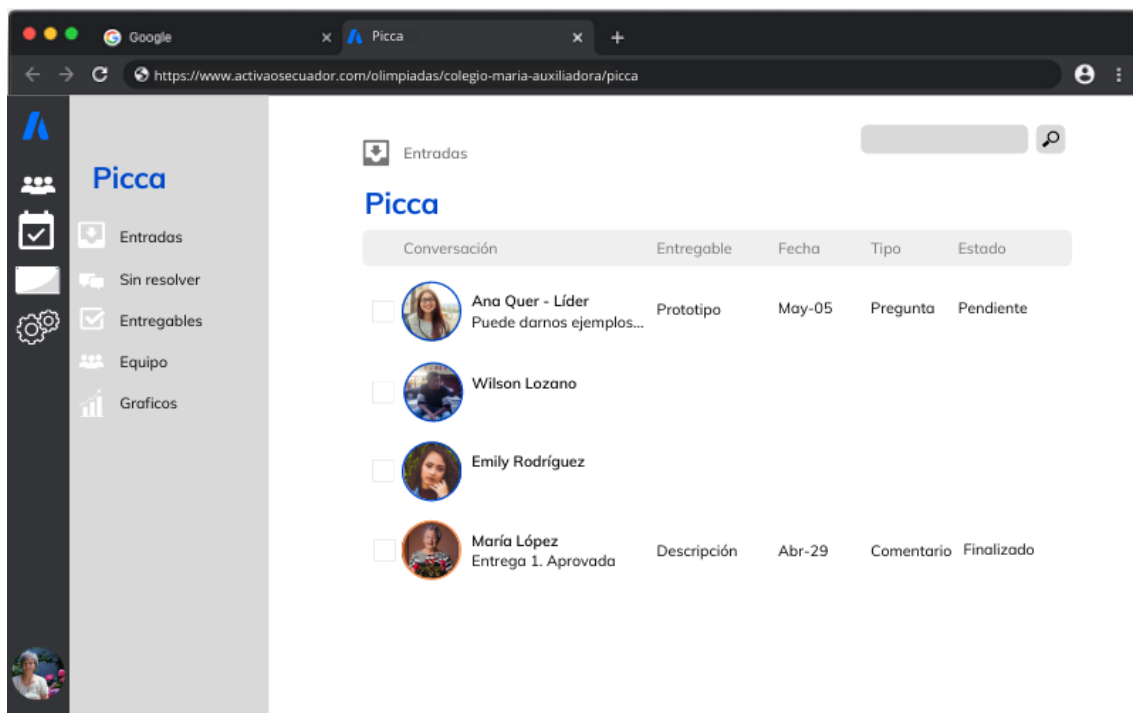 Google
Picca
https://www.activaosecuador.com/olimpiadas/colegio-maria-auxiliadora/picca
Picca
Entradas
Sin resolver
Entregables
Equipo
Graficos
Entradas
Picca
Conversación Entregable Fecha Tipo Estado
Ana Quer - Líder
Puede darnos ejemplos... Prototipo May-05 Pregunta Pendiente
Wilson Lozano
Emily Rodríguez
María López
Entrega 1. Aprovada Descripción Abr-29 Comentario Finalizado